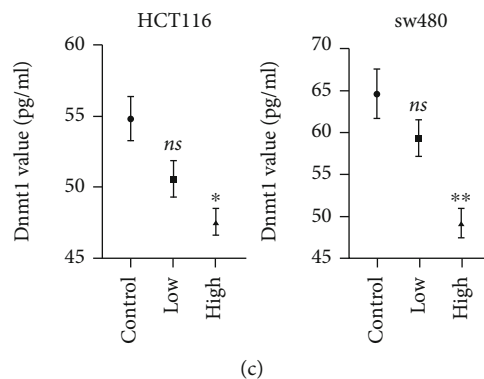 HCT116
Dnmt1 value (pg/ml)
60
55
50
45
ns
*
Control
Low
High
sw480
Dnmt1 value (pg/ml)
70
65
60
55
50
45
ns
**
Control
Low
High
(c)